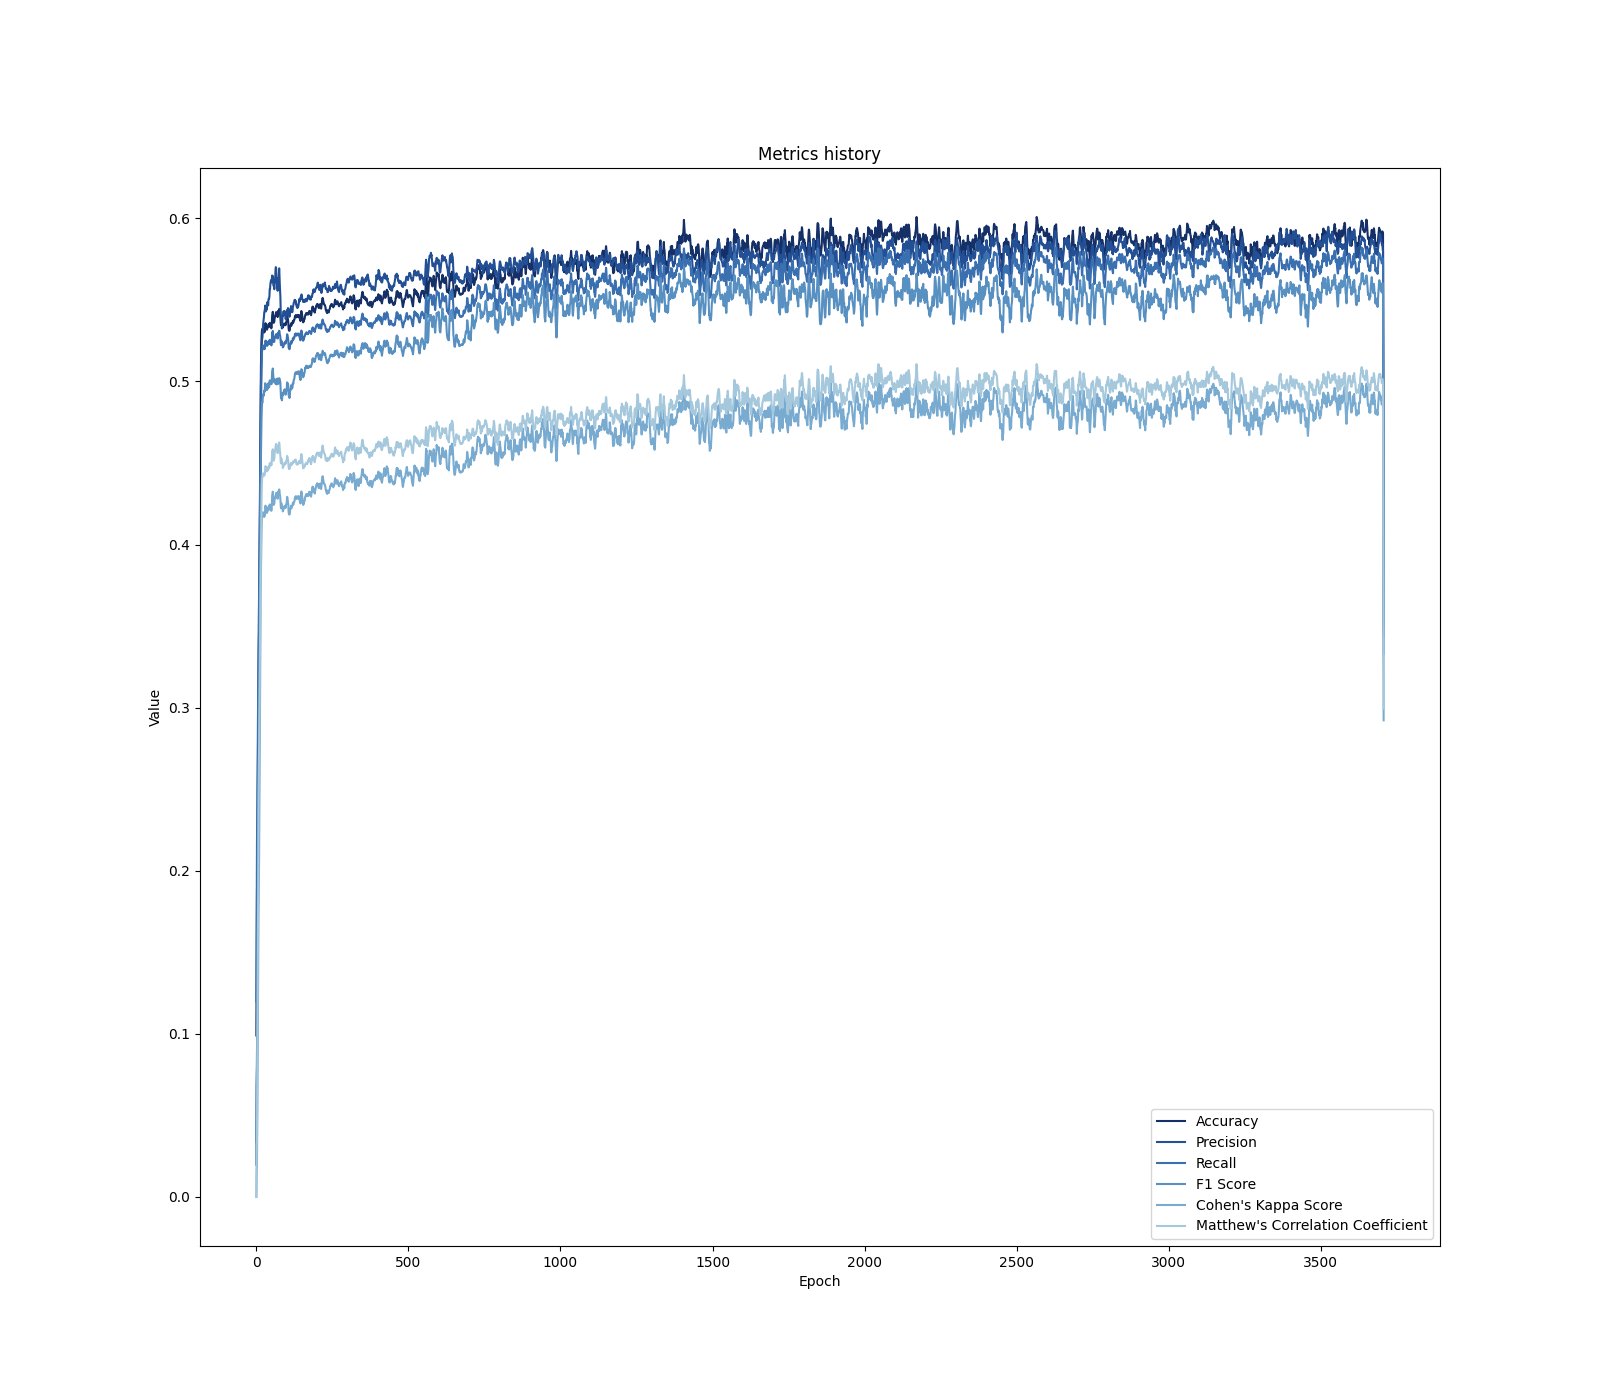 Metrics history
0.6
0.5
0.4
0.3
0.2
0.1
0.0
Value
0 500 1000 1500 2000 2500 3000 3500
Epoch
Accuracy
Precision
Recall
F1 Score
Cohen's Kappa Score
Matthew's Correlation Coefficient